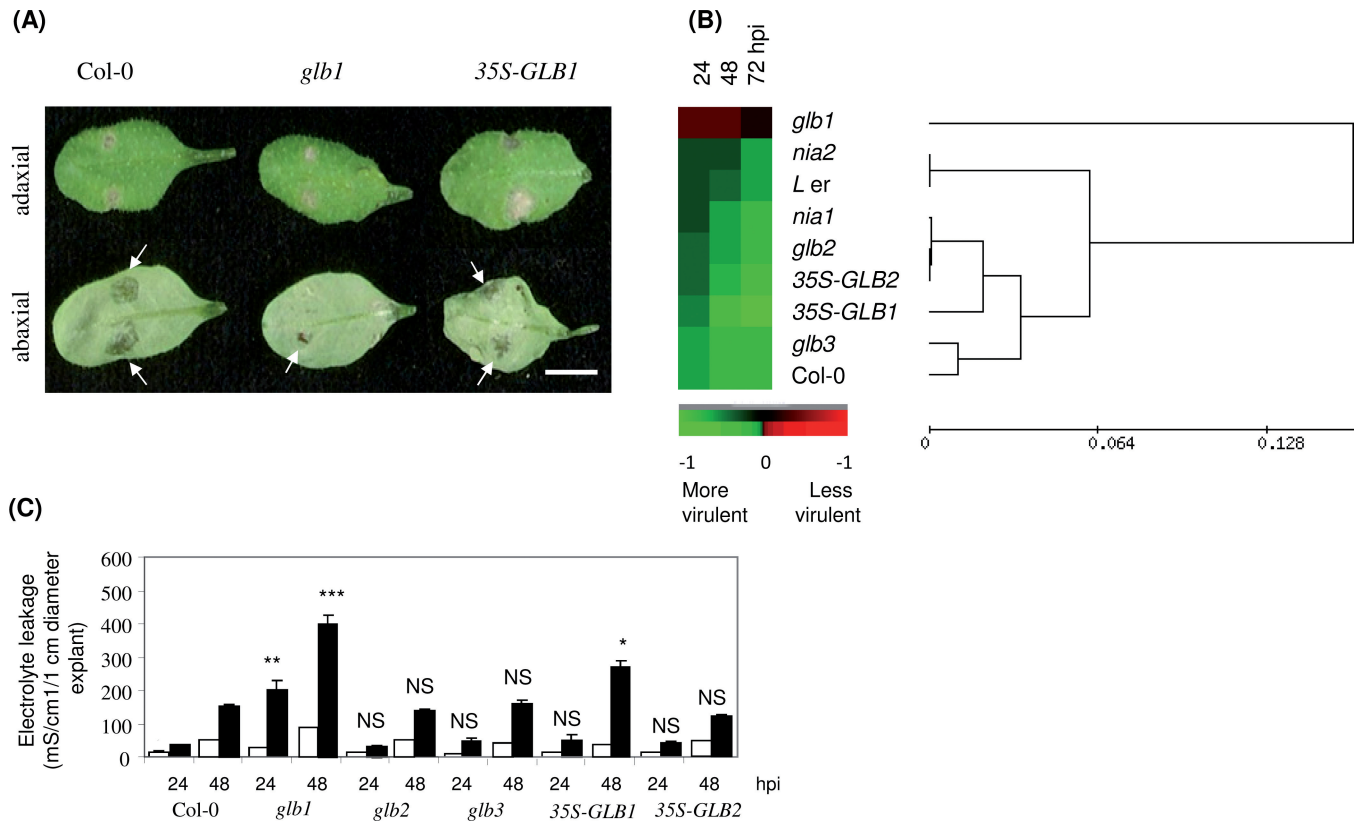 (A)
Col-0
glb1
35S-GLB1
adaxial
abaxial
(B)
24
48
72 hpi
glb1
nia2
L er
nia1
glb2
35S-GLB2
35S-GLB1
glb3
Col-0
-1 0 -1
More virulent
Less virulent
0 0.064 0.128
(C)
Electrolyte leakage
(mS/cm1/1 cm diameter
explant)
600
500
400
300
200
100
0
**
***
NS
NS
NS
NS
NS
*
NS
NS
24 48 24 48 24 48 24 48 24 48 24 48 hpi
Col-0 glb1 glb2 glb3 35S-GLB1 35S-GLB2